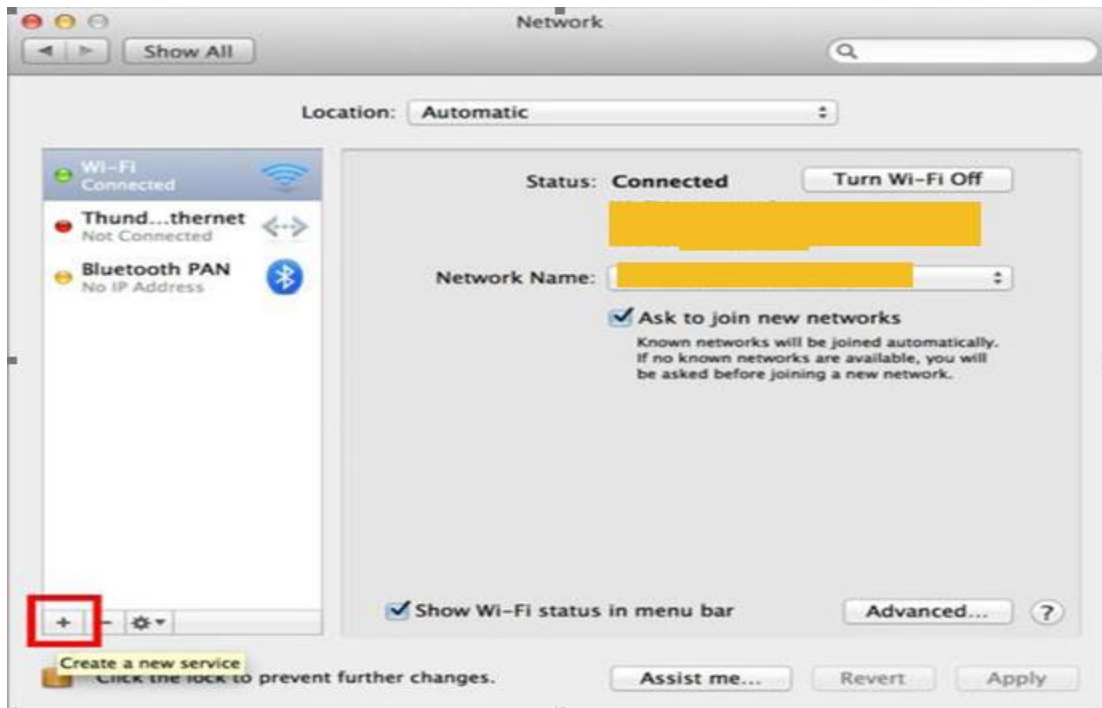 Network
Show All
Location: Automatic
Wi-Fi
Connected
Thund...thernet
Not Connected
Bluetooth PAN
No IP Address
Status: Connected
Turn Wi-Fi Off
Network Name:
Ask to join new networks
Known networks will be joined automatically.
If no known networks are available, you will
be asked before joining a new network.
+ -
Show Wi-Fi status in menu bar
Advanced... ?
Create a new service
Click the lock to prevent further changes.
Assist me... Revert Apply